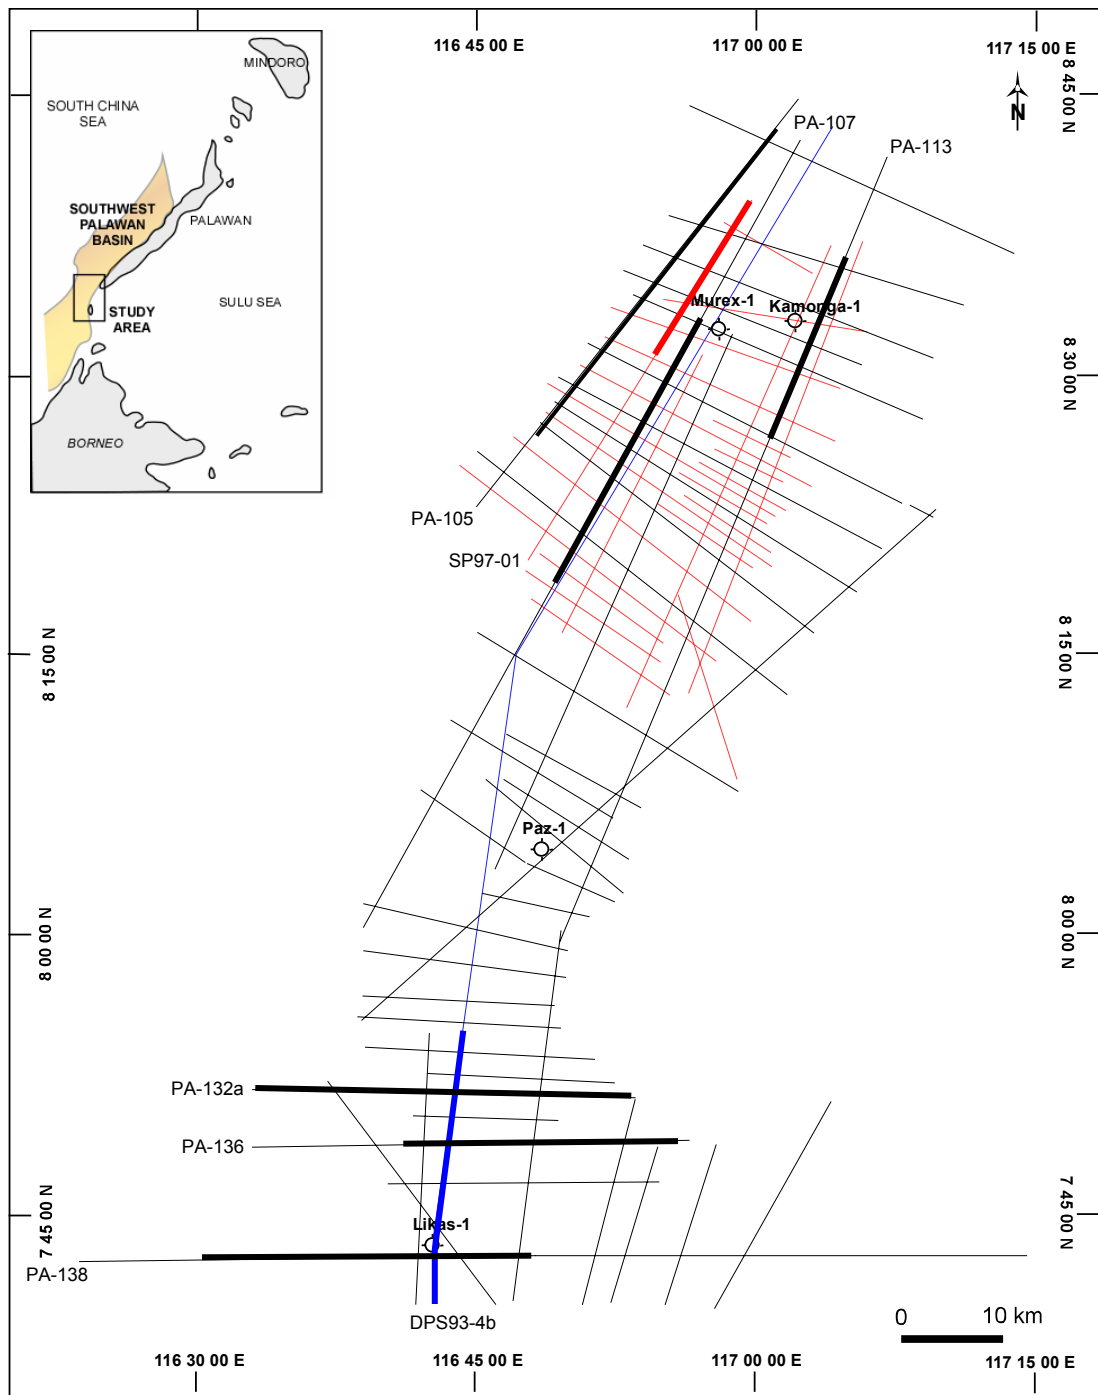 116 45 00 E
117 00 00 E
117 15 00 E
8 45 00 N
MINDORO
SOUTH CHINA
SEA
SOUTHWEST
PALAWAN
BASIN
PALAWAN
SULU SEA
STUDY
AREA
BORNEO
N
PA-107
PA-113
Murex-1
Kamonga-1
8 30 00 N
PA-105
SP97-01
8 15 00 N
8 15 00 N
Paz-1
8 00 00 N
8 00 00 N
PA-132a
PA-136
7 45 00 N
7 45 00 N
Likas-1
PA-138
DPS93-4b
0 10 km
116 30 00 E
116 45 00 E
117 00 00 E
117 15 00 E